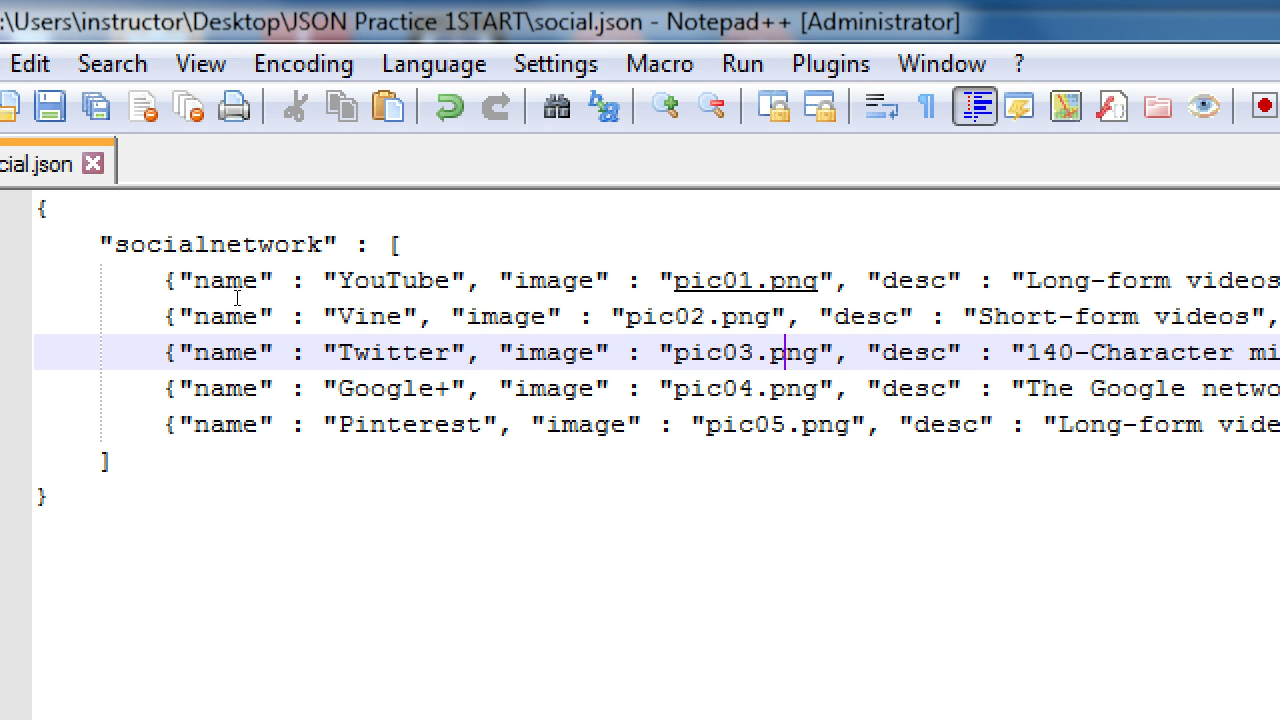 :\Users\instructor\Desktop\JSON Practice 1START\social.json - Notepad++ [Administrator]
Edit Search View Encoding Language Settings Macro Run Plugins Window ?
cial.json
{
"socialnetwork" : [
{"name" : "YouTube", "image" : "pic01.png", "desc" : "Long-form videos
{"name" : "Vine", "image" : "pic02.png", "desc" : "Short-form videos",
{"name" : "Twitter", "image" : "pic03.png", "desc" : "140-Character mi
{"name" : "Google+", "image" : "pic04.png", "desc" : "The Google netwo
{"name" : "Pinterest", "image" : "pic05.png", "desc" : "Long-form vide
]
}